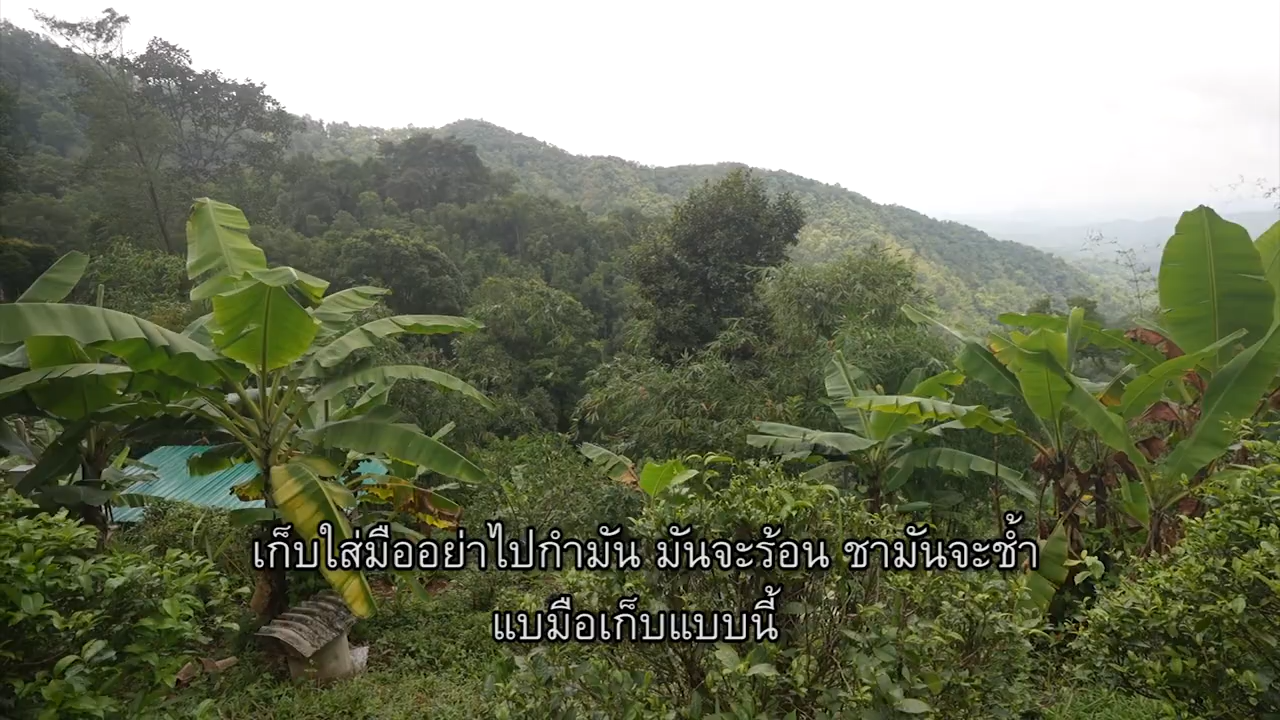 เก็บใส่มืออย่าไปกำมัน มันจะร้อน ชามันจะช้ำ
แบมือเก็บแบบนี้